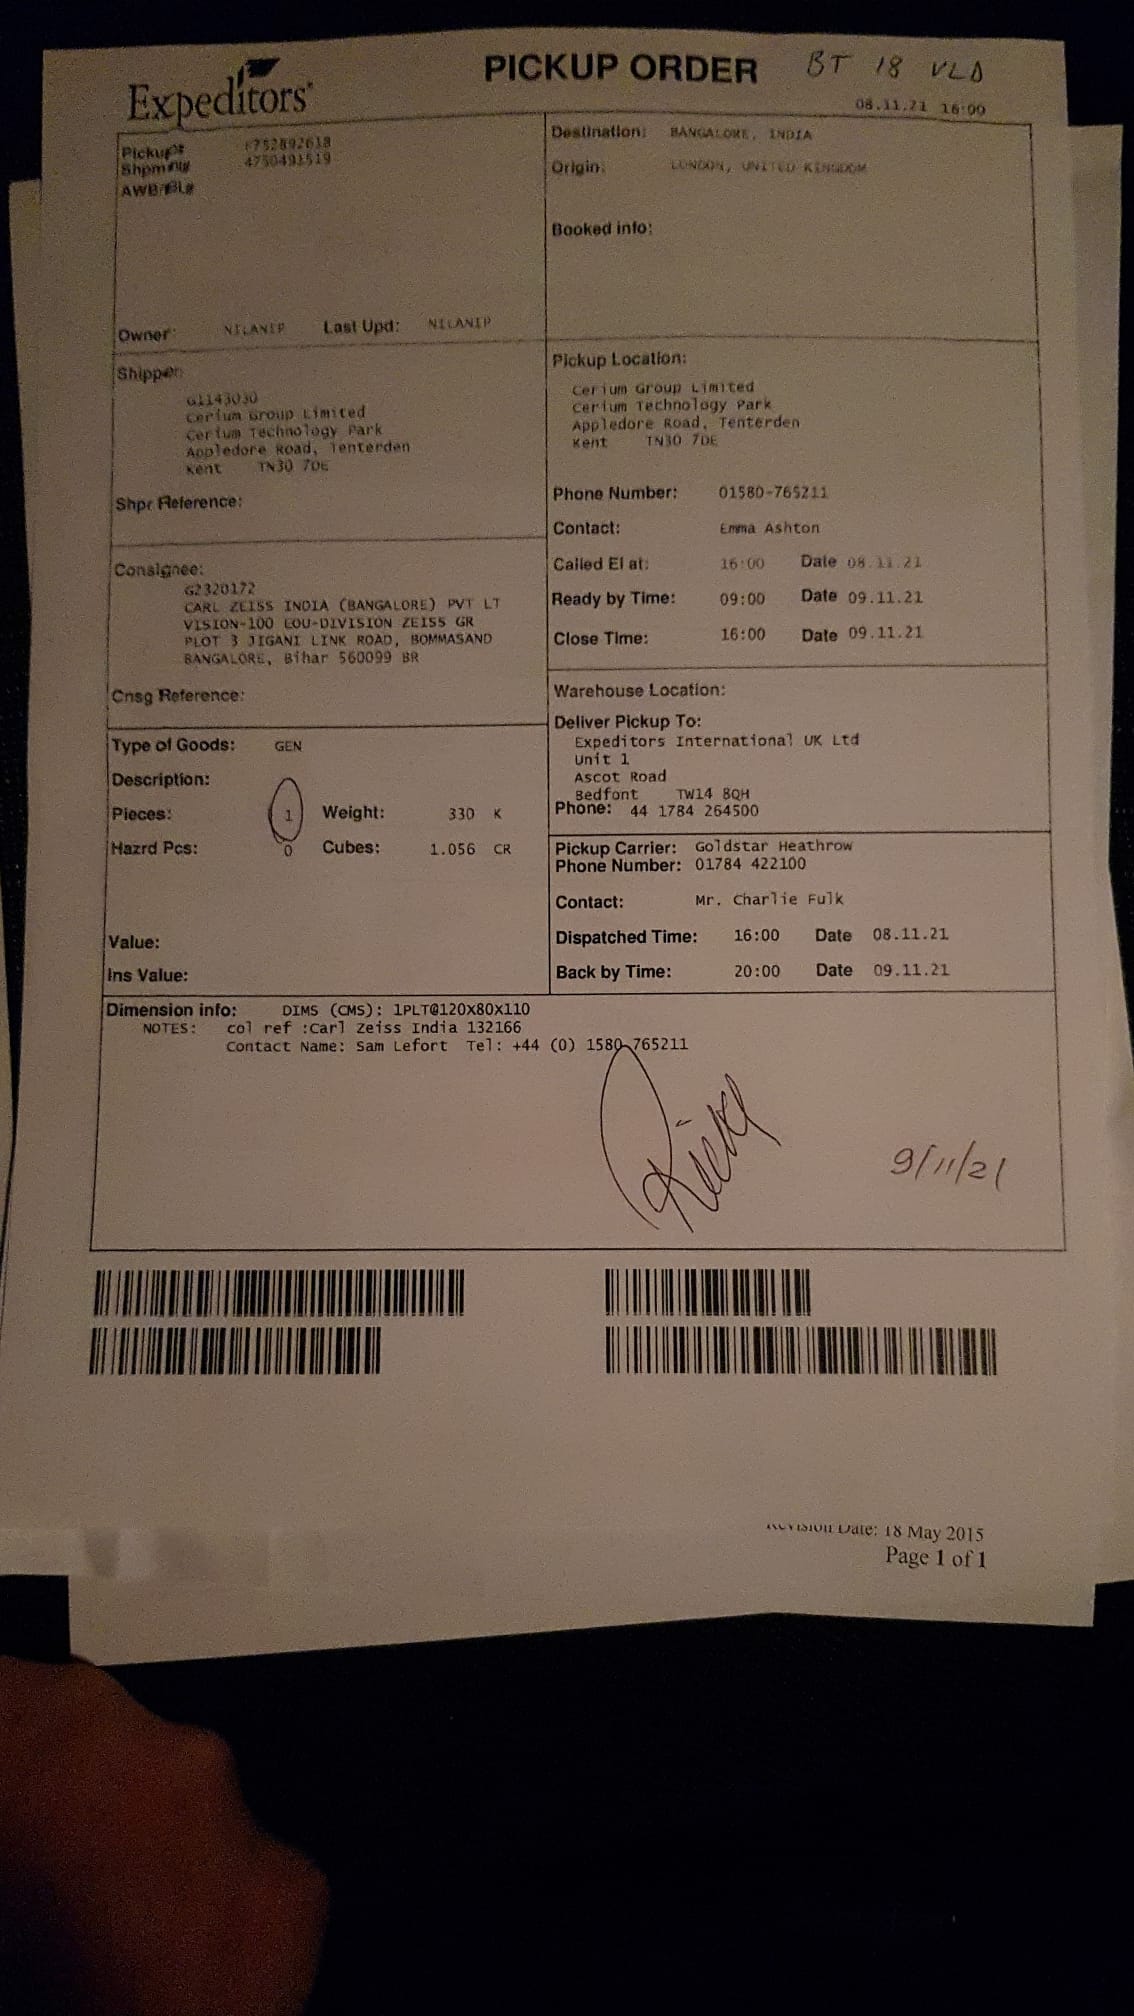 Expeditors
PICKUP ORDER
BT 18 VLD
08.11.21 16:00
Pickup# F752892618
Shpmnt# 4750491519
AWB/BL#
Destination: BANGALORE, INDIA
Origin: LONDON, UNITED KINGDOM
Booked info:
Owner: NILANIP Last Upd: NILANIP
Shipper:
G1143030
Cerium Group Limited
Cerium Technology Park
Appledore Road, Tenterden
Kent TN30 7DE
Shpr Reference:
Pickup Location:
Cerium Group Limited
Cerium Technology Park
Appledore Road, Tenterden
Kent TN30 7DE
Phone Number: 01580-765211
Contact: Emma Ashton
Called EI at: 16:00 Date 08.11.21
Ready by Time: 09:00 Date 09.11.21
Close Time: 16:00 Date 09.11.21
Consignee:
G2320172
CARL ZEISS INDIA (BANGALORE) PVT LT
VISION-100 EOU-DIVISION ZEISS GR
PLOT 3 JIGANI LINK ROAD, BOMMASAND
BANGALORE, Bihar 560099 BR
Cnsg Reference:
Warehouse Location:
Deliver Pickup To:
Expeditors International UK Ltd
Unit 1
Ascot Road
Bedfont TW14 8QH
Phone: 44 1784 264500
Type of Goods: GEN
Description:
Pieces: 1 Weight: 330 K
Hazrd Pcs: 0 Cubes: 1.056 CR
Value:
Ins Value:
Pickup Carrier: Goldstar Heathrow
Phone Number: 01784 422100
Contact: Mr. Charlie Fulk
Dispatched Time: 16:00 Date 08.11.21
Back by Time: 20:00 Date 09.11.21
Dimension info: DIMS (CMS): 1PLT@120X80X110
NOTES: col ref :Carl Zeiss India 132166
Contact Name: Sam Lefort Tel: +44 (0) 1580 765211
9/11/21
Revision Date: 18 May 2015
Page 1 of 1